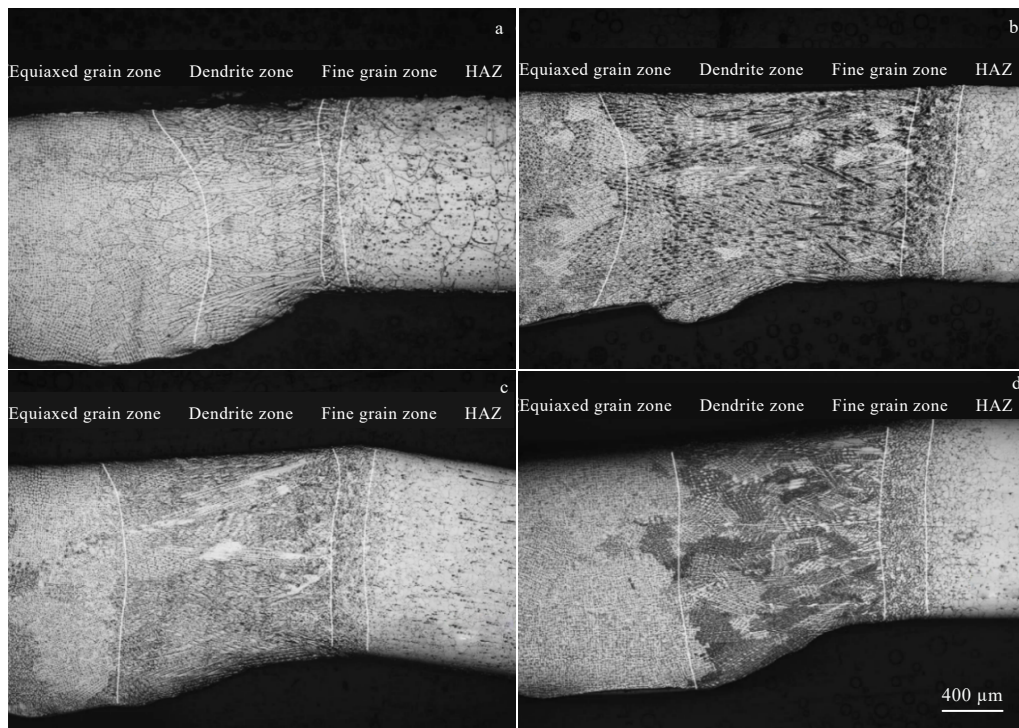 a
Equiaxed grain zone Dendrite zone Fine grain zone HAZ
b
Equiaxed grain zone Dendrite zone Fine grain zone HAZ
c
Equiaxed grain zone Dendrite zone Fine grain zone HAZ
d
Equiaxed grain zone Dendrite zone Fine grain zone HAZ
400 μm